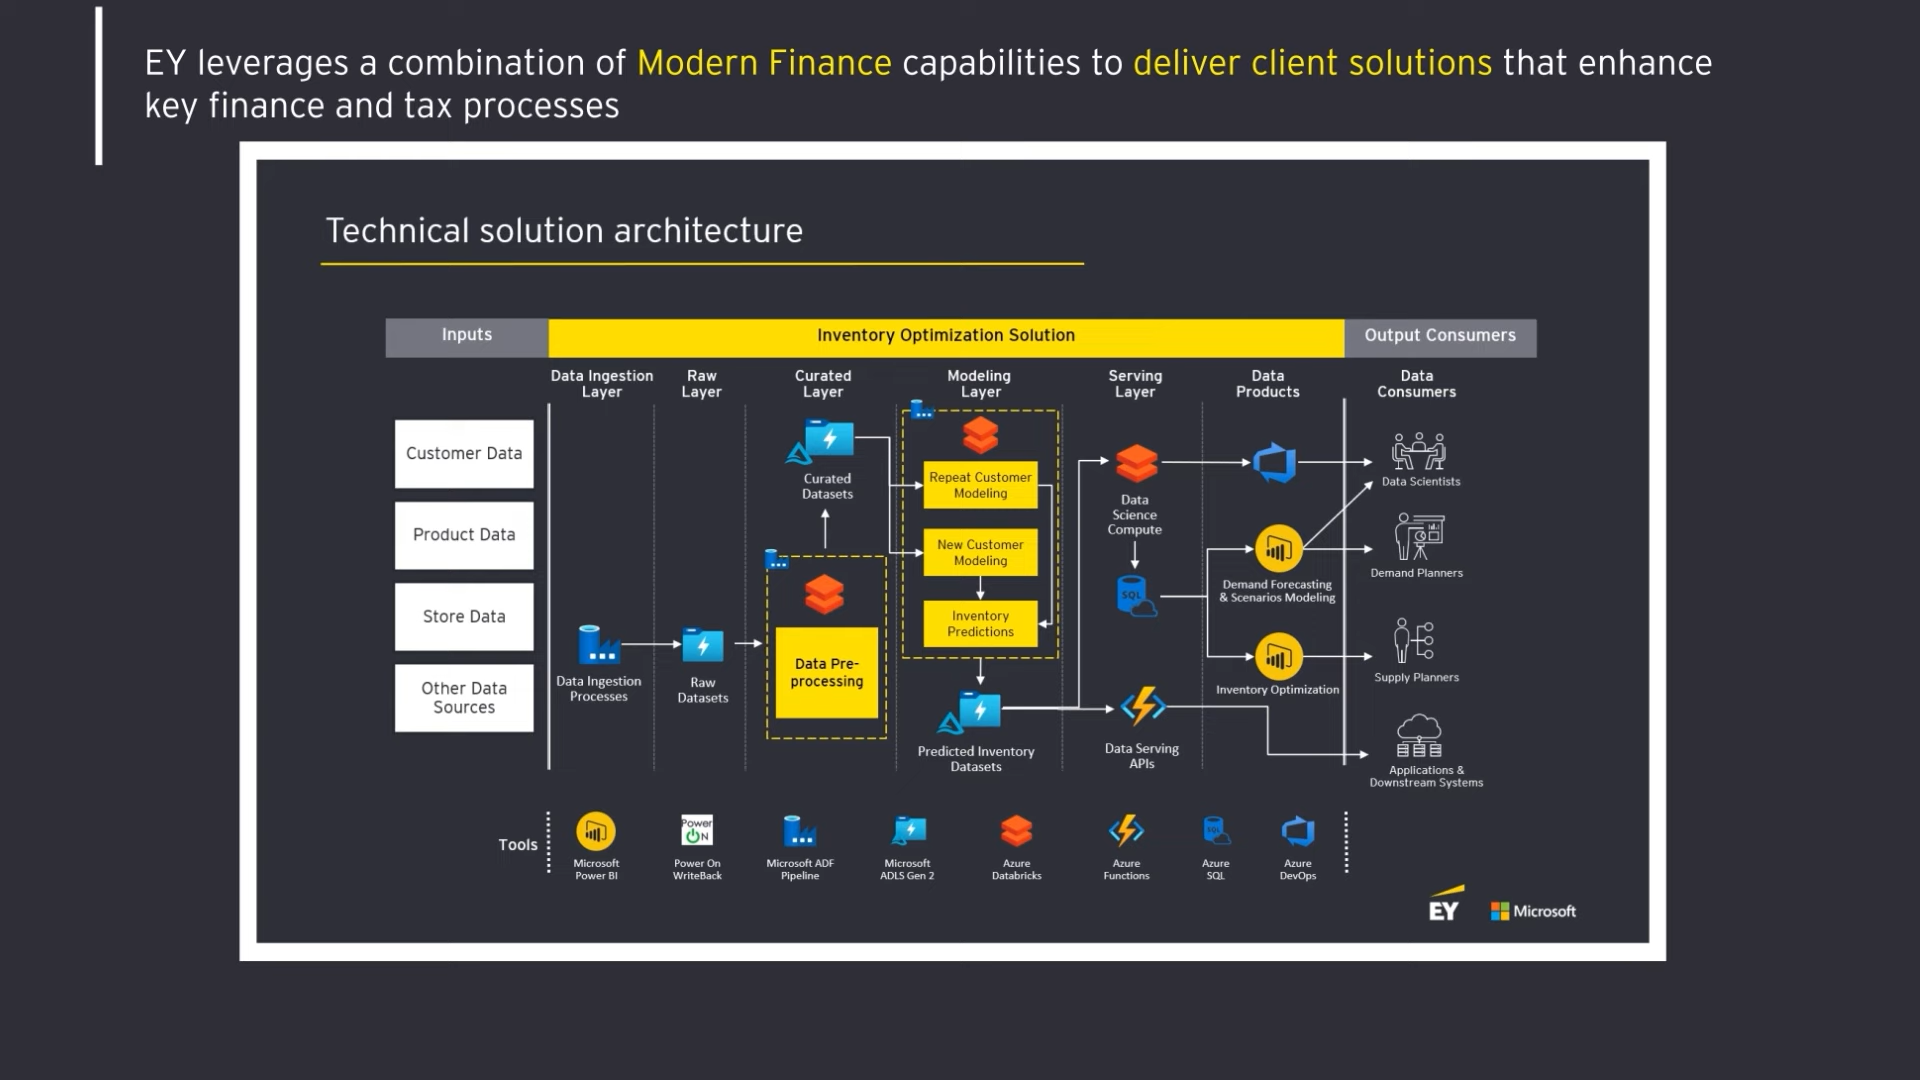 EY leverages a combination of Modern Finance capabilities to deliver client solutions that enhance
key finance and tax processes
Technical solution architecture
Inputs
Inventory Optimization Solution
Output Consumers
Data Ingestion
Layer
Raw
Layer
Curated
Layer
Modeling
Layer
Serving
Layer
Data
Products
Data
Consumers
Customer Data
Product Data
Store Data
Other Data
Sources
Data Ingestion
Processes
Raw
Datasets
Curated
Datasets
Data Pre-
processing
Repeat Customer
Modeling
New Customer
Modeling
Inventory
Predictions
Predicted Inventory
Datasets
Data
Science
Compute
SQL
Data Serving
APIs
Demand Forecasting
& Scenarios Modeling
Inventory Optimization
Data Scientists
Demand Planners
Supply Planners
Applications &
Downstream Systems
Tools
Microsoft
Power BI
Power
ON
Power On
WriteBack
Microsoft ADF
Pipeline
Microsoft
ADLS Gen 2
Azure
Databricks
Azure
Functions
SQL
Azure
SQL
Azure
DevOps
EY
Microsoft